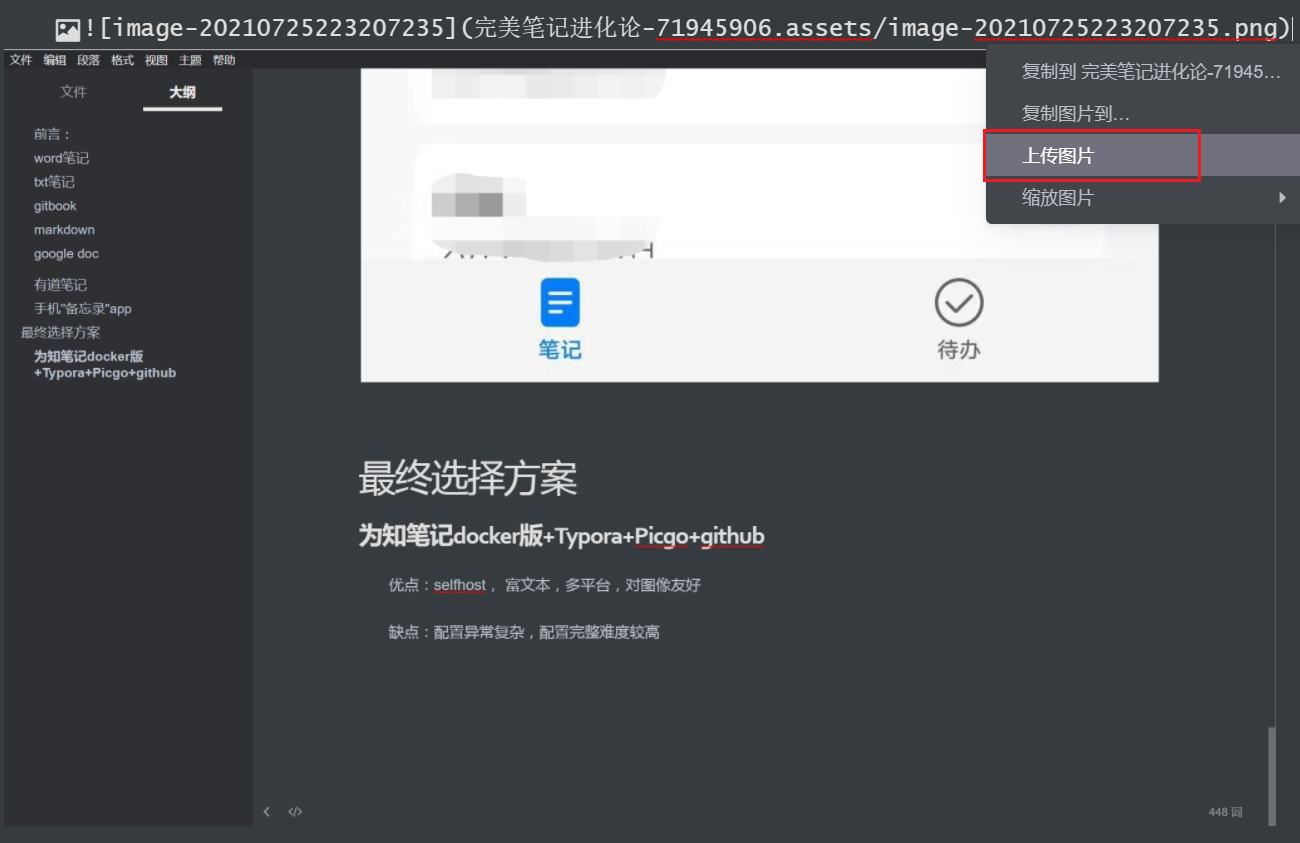 ![image-20210725223207235](完美笔记进化论-71945906.assets/image-20210725223207235.png)
文件 编辑 段落 格式 视图 主题 帮助
文件 大纲
前言：
word笔记
txt笔记
gitbook
markdown
google doc
有道笔记
手机"备忘录"app
最终选择方案
为知笔记docker版
+Typora+Picgo+github
复制到 完美笔记进化论-71945...
复制图片到...
上传图片
缩放图片
笔记
待办
最终选择方案
为知笔记docker版+Typora+Picgo+github
优点：selfhost， 富文本，多平台，对图像友好
缺点：配置异常复杂，配置完整难度较高
</> 
448 词